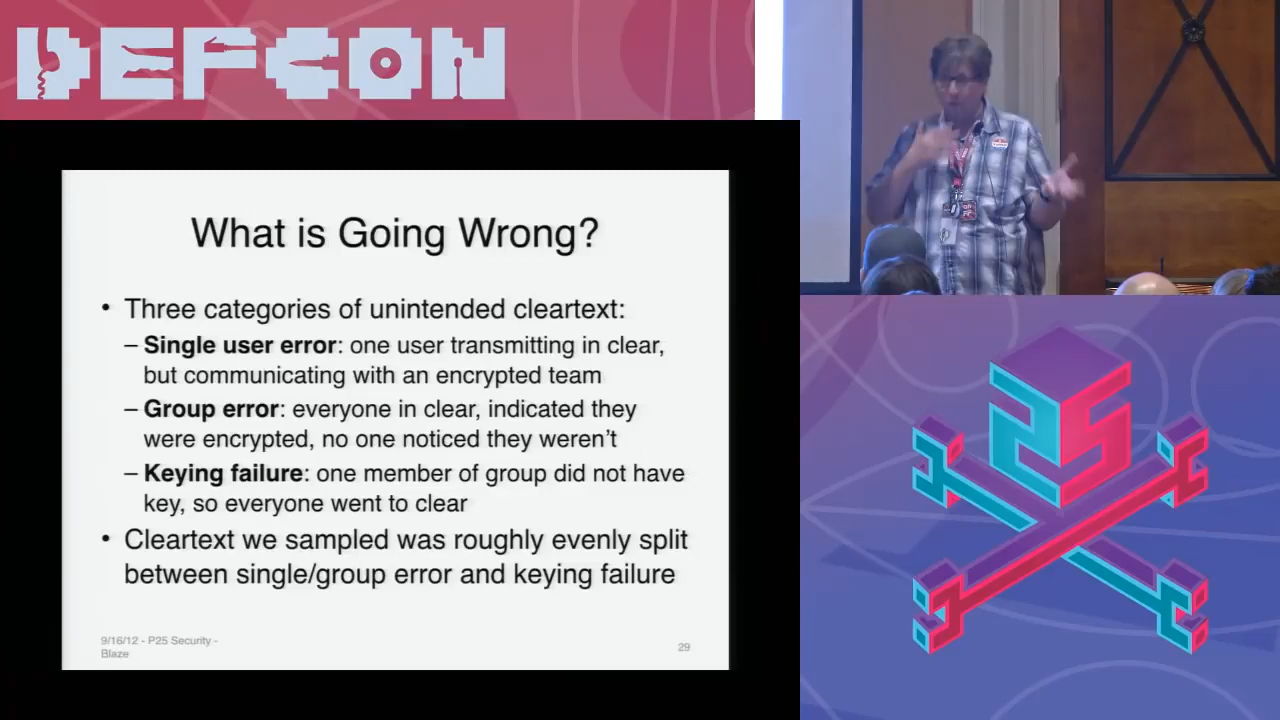 DEFCON
What is Going Wrong?
• Three categories of unintended cleartext:
– Single user error: one user transmitting in clear,
but communicating with an encrypted team
– Group error: everyone in clear, indicated they
were encrypted, no one noticed they weren't
– Keying failure: one member of group did not have
key, so everyone went to clear
• Cleartext we sampled was roughly evenly split
between single/group error and keying failure
9/16/12 - P25 Security -
Blaze
29
25